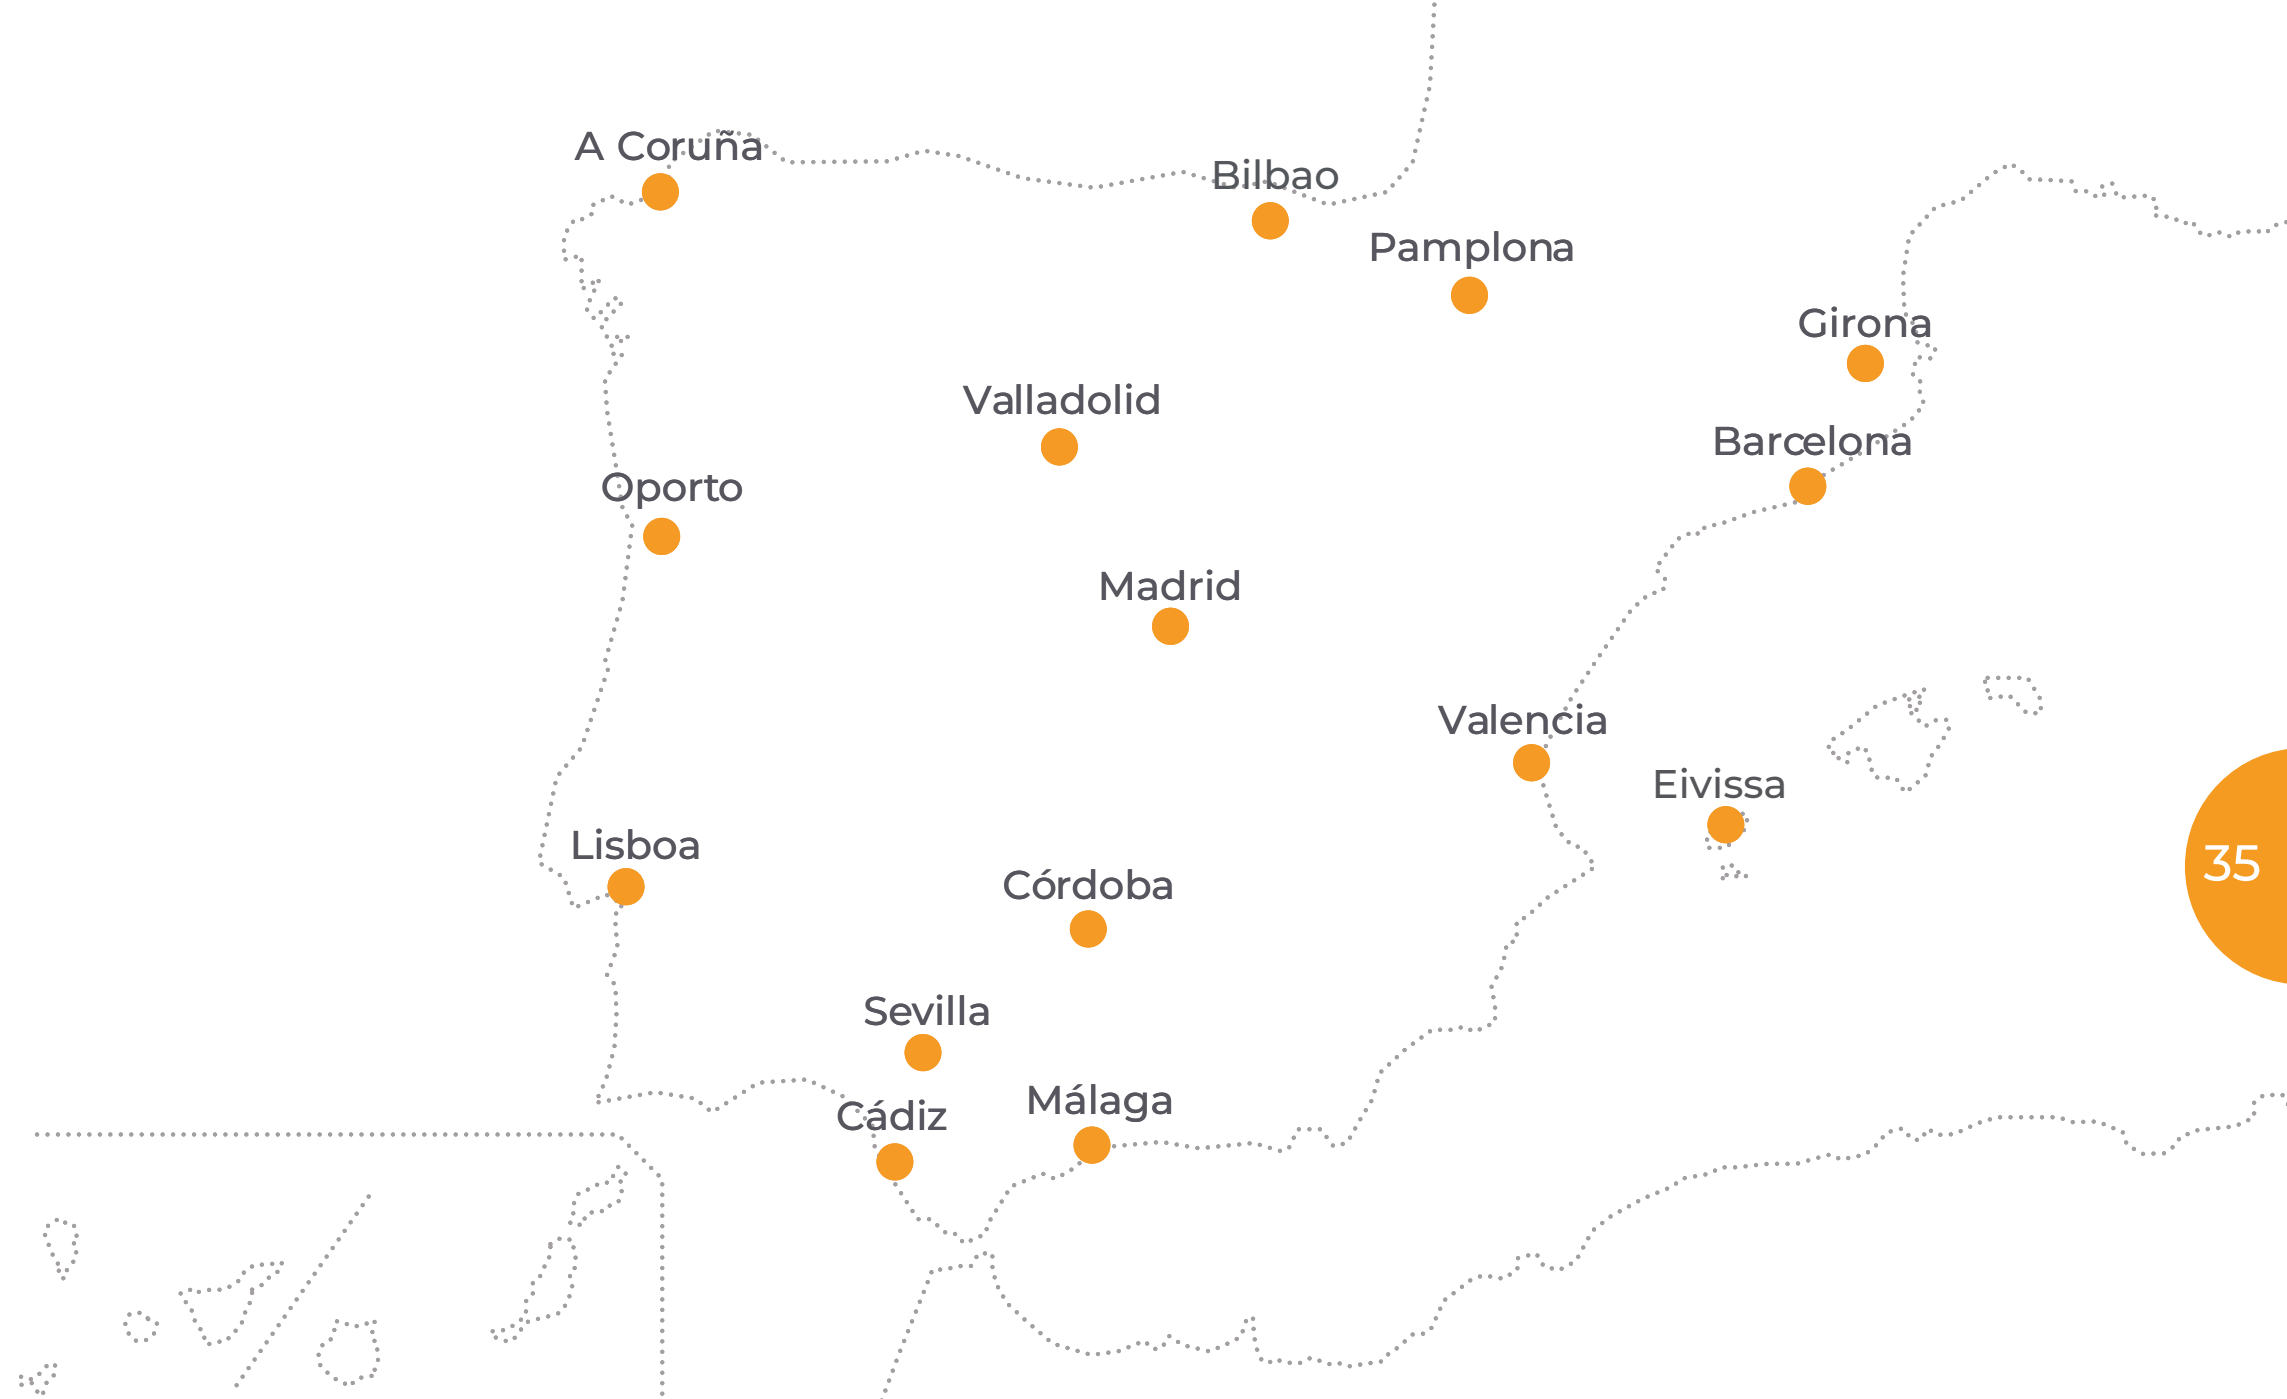 A Coruña
Bilbao
Pamplona
Girona
Valladolid
Barcelona
Oporto
Madrid
Valencia
Eivissa
Lisboa
35
Córdoba
Sevilla
Málaga
Cádiz